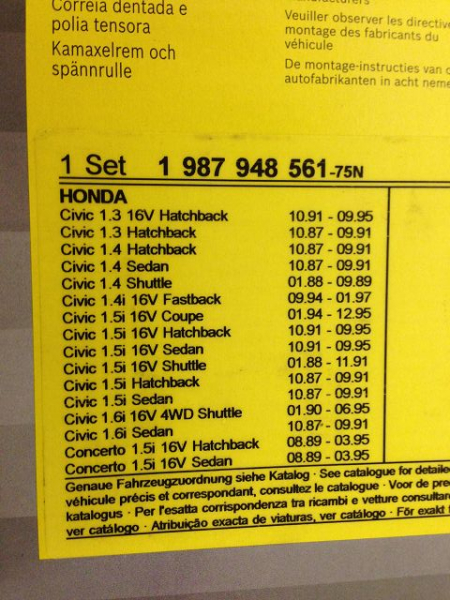 Correia dentada e
polia tensora
Kamaxelrem och
spännrulle
Veuiller observer les directive
montage des fabricants du
véhicule
De montage-instructies van
autofabrikanten in acht neme
1 Set 1 987 948 561-75N
HONDA
Civic 1.3 16V Hatchback 10.91 - 09.95
Civic 1.3 Hatchback 10.87 - 09.91
Civic 1.4 Hatchback 10.87 - 09.91
Civic 1.4 Sedan 10.87 - 09.91
Civic 1.4 Shuttle 01.88 - 09.89
Civic 1.4i 16V Fastback 09.94 - 01.97
Civic 1.5i 16V Coupe 01.94 - 12.95
Civic 1.5i 16V Hatchback 10.91 - 09.95
Civic 1.5i 16V Sedan 10.91 - 09.95
Civic 1.5i 16V Shuttle 01.88 - 11.91
Civic 1.5i Hatchback 10.87 - 09.91
Civic 1.5i Sedan 10.87 - 09.91
Civic 1.6i 16V 4WD Shuttle 01.90 - 06.95
Civic 1.6i Sedan 10.87 - 09.91
Concerto 1.5i 16V Hatchback 08.89 - 03.95
Concerto 1.5i 16V Sedan 08.89 - 03.95
Genaue Fahrzeugzuordnung siehe Katalog · See catalogue for detailed
véhicule précis et correspondant, consultez le catalogue · Voor de pre
katalogus · Per l'esatta corrispondenza tra ricambi e vetture consultare
ver catálogo · Atribuição exacta de viaturas, ver catálogo · För exakt